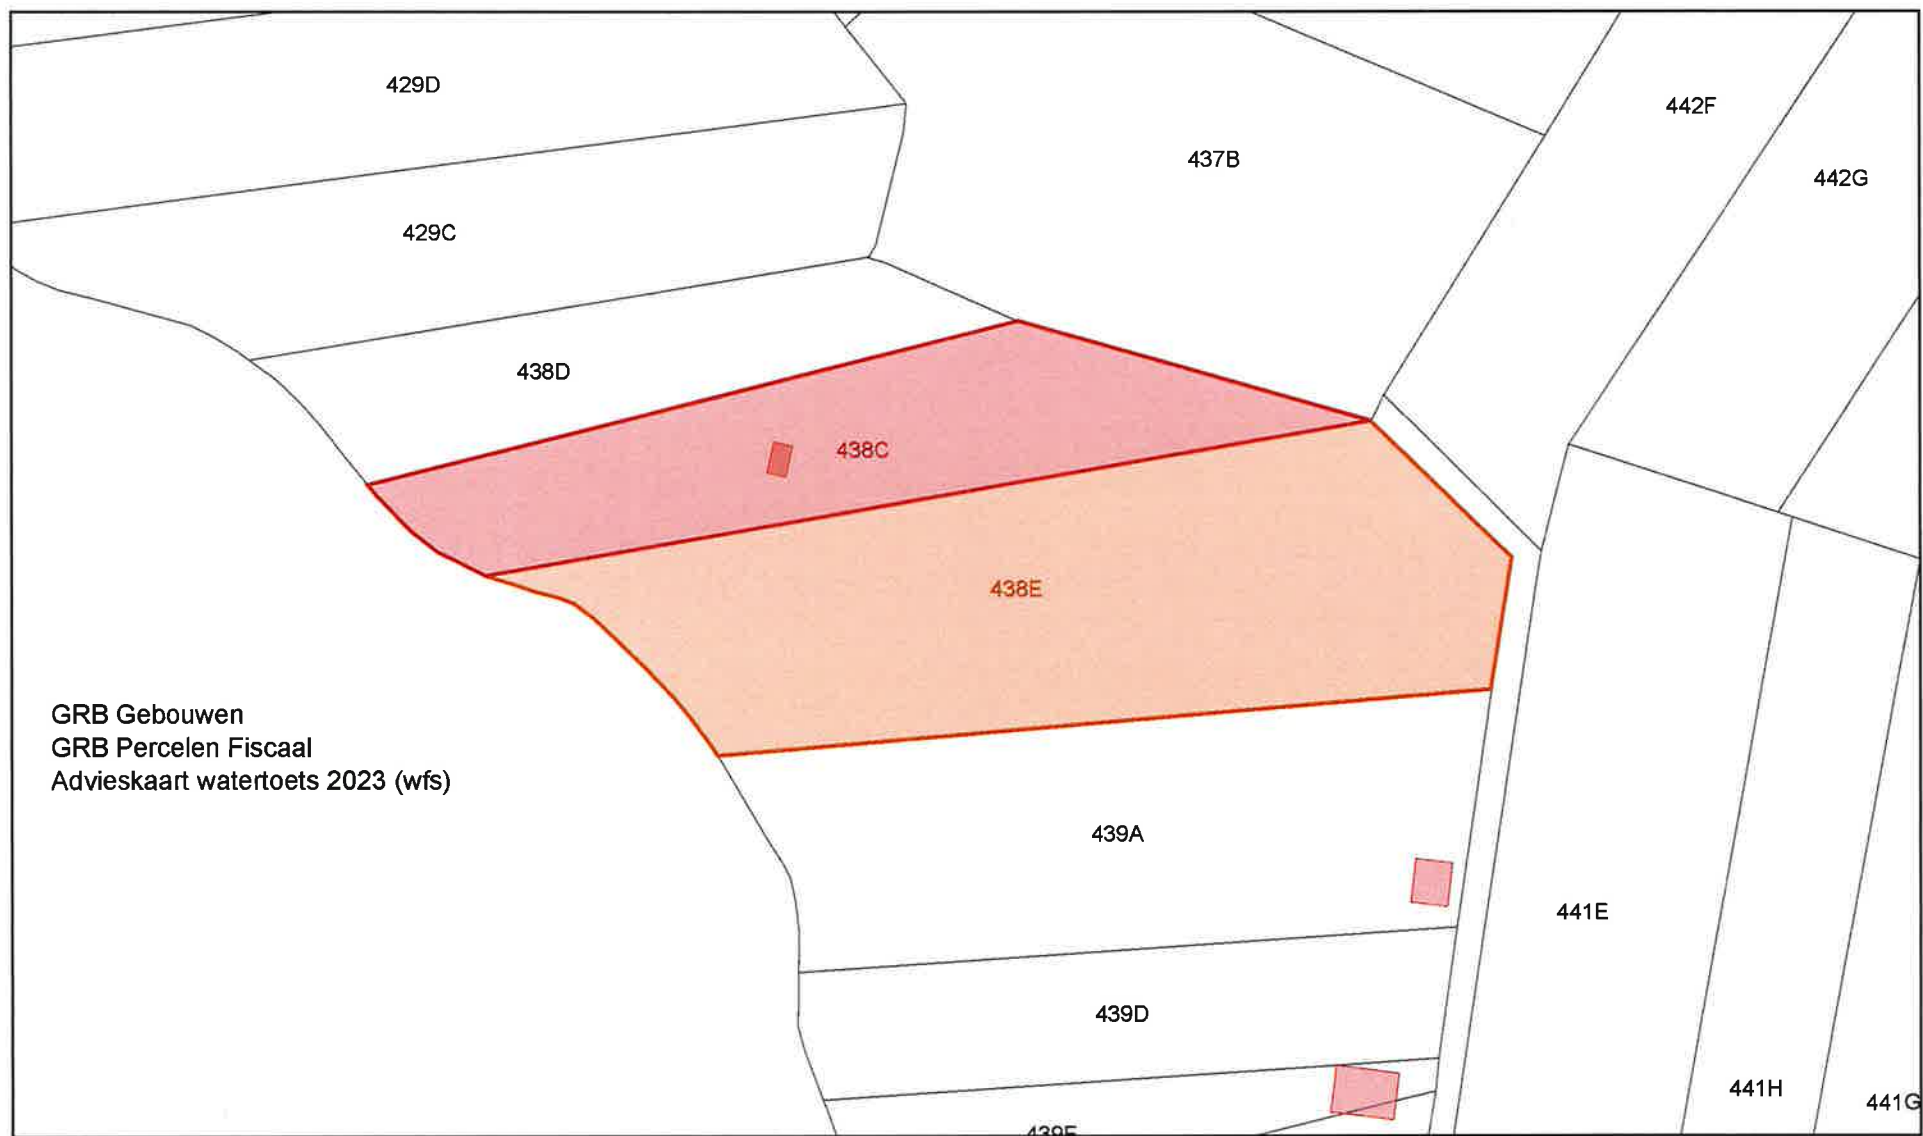 429D
442F
437B
442G
429C
438D
438C
438E
GRB Gebouwen
GRB Percelen Fiscaal
Advieskaart watertoets 2023 (wfs)
439A
441E
439D
441H
441G